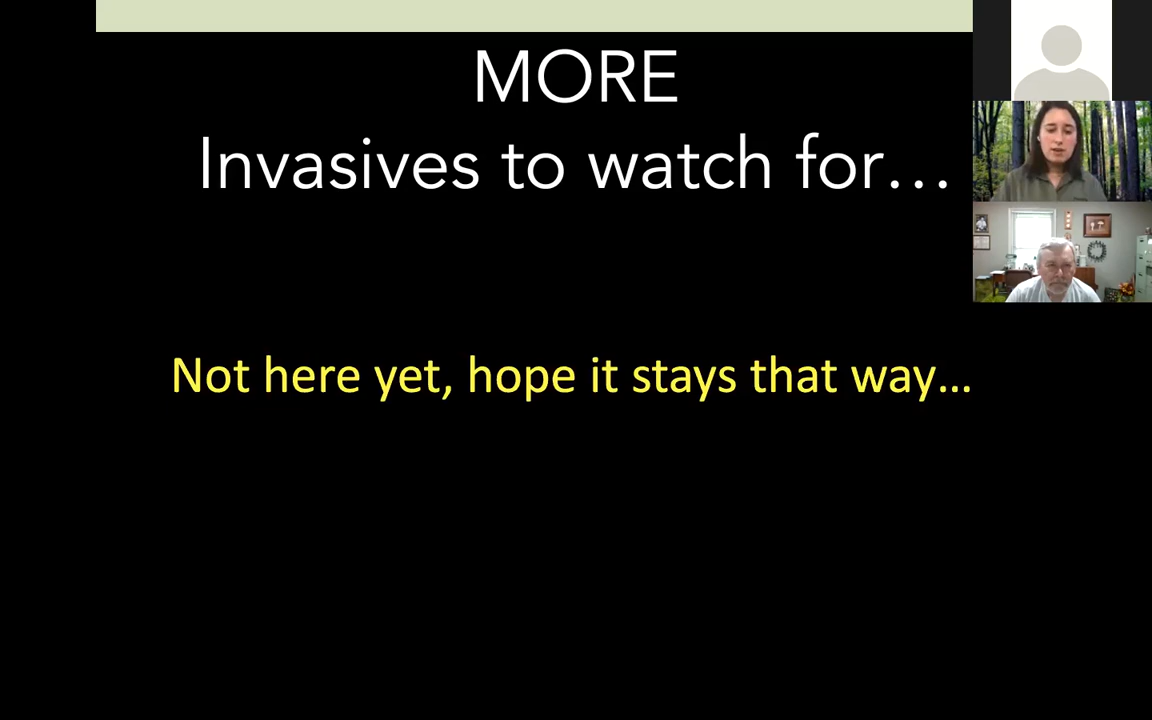 MORE
Invasives to watch for…
Not here yet, hope it stays that way…